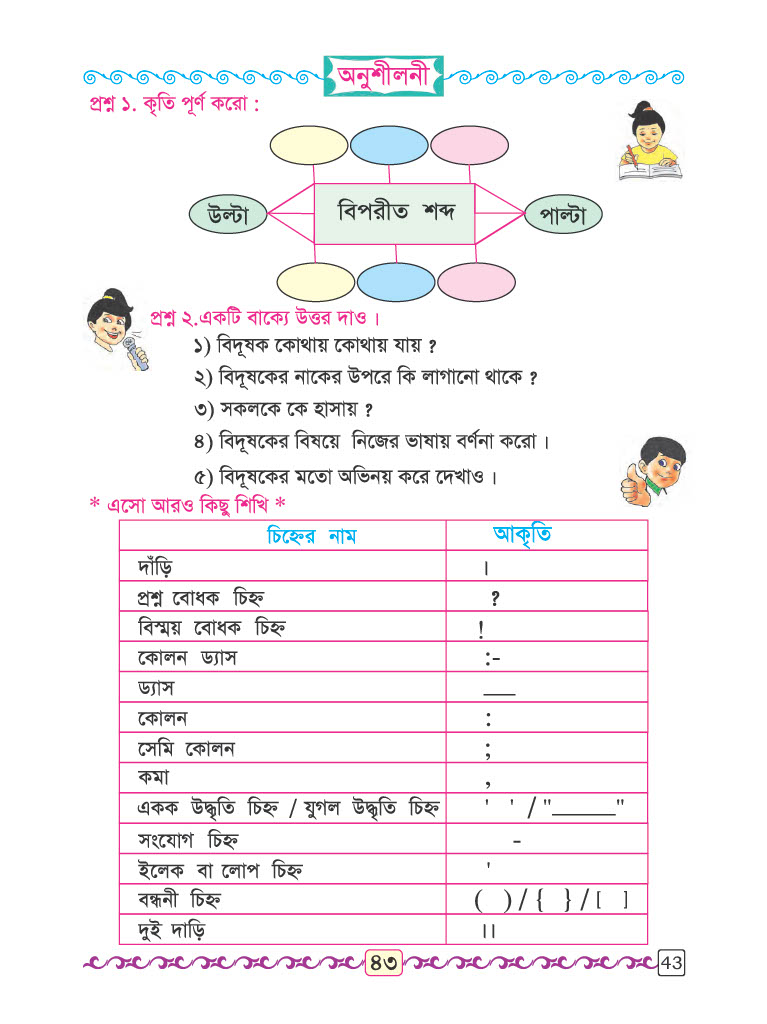 অনুশীলনী
প্রশ্ন ১. কৃতি পূর্ণ করো :
উল্টা
বিপরীত শব্দ
পাল্টা
প্রশ্ন ২.একটি বাক্যে উত্তর দাও ।
১) বিদূষক কোথায় কোথায় যায় ?
২) বিদূষকের নাকের উপরে কি লাগানো থাকে ?
৩) সকলকে কে হাসায় ?
৪) বিদূষকের বিষয়ে নিজের ভাষায় বর্ণনা করো ।
৫) বিদূষকের মতো অভিনয় করে দেখাও ।
* এসো আরও কিছু শিখি *
চিহ্নের নাম আকৃতি
দাঁড়ি ।
প্রশ্ন বোধক চিহ্ন ?
বিস্ময় বোধক চিহ্ন !
কোলন ড্যাস :-
ড্যাস __
কোলন :
সেমি কোলন ;
কমা ,
একক উদ্ধৃতি চিহ্ন / যুগল উদ্ধৃতি চিহ্ন ' ' / "_____"
সংযোগ চিহ্ন -
ইলেক বা লোপ চিহ্ন '
বন্ধনী চিহ্ন ( ) / { } / [ ]
দুই দাড়ি ।।
৪৩ 43